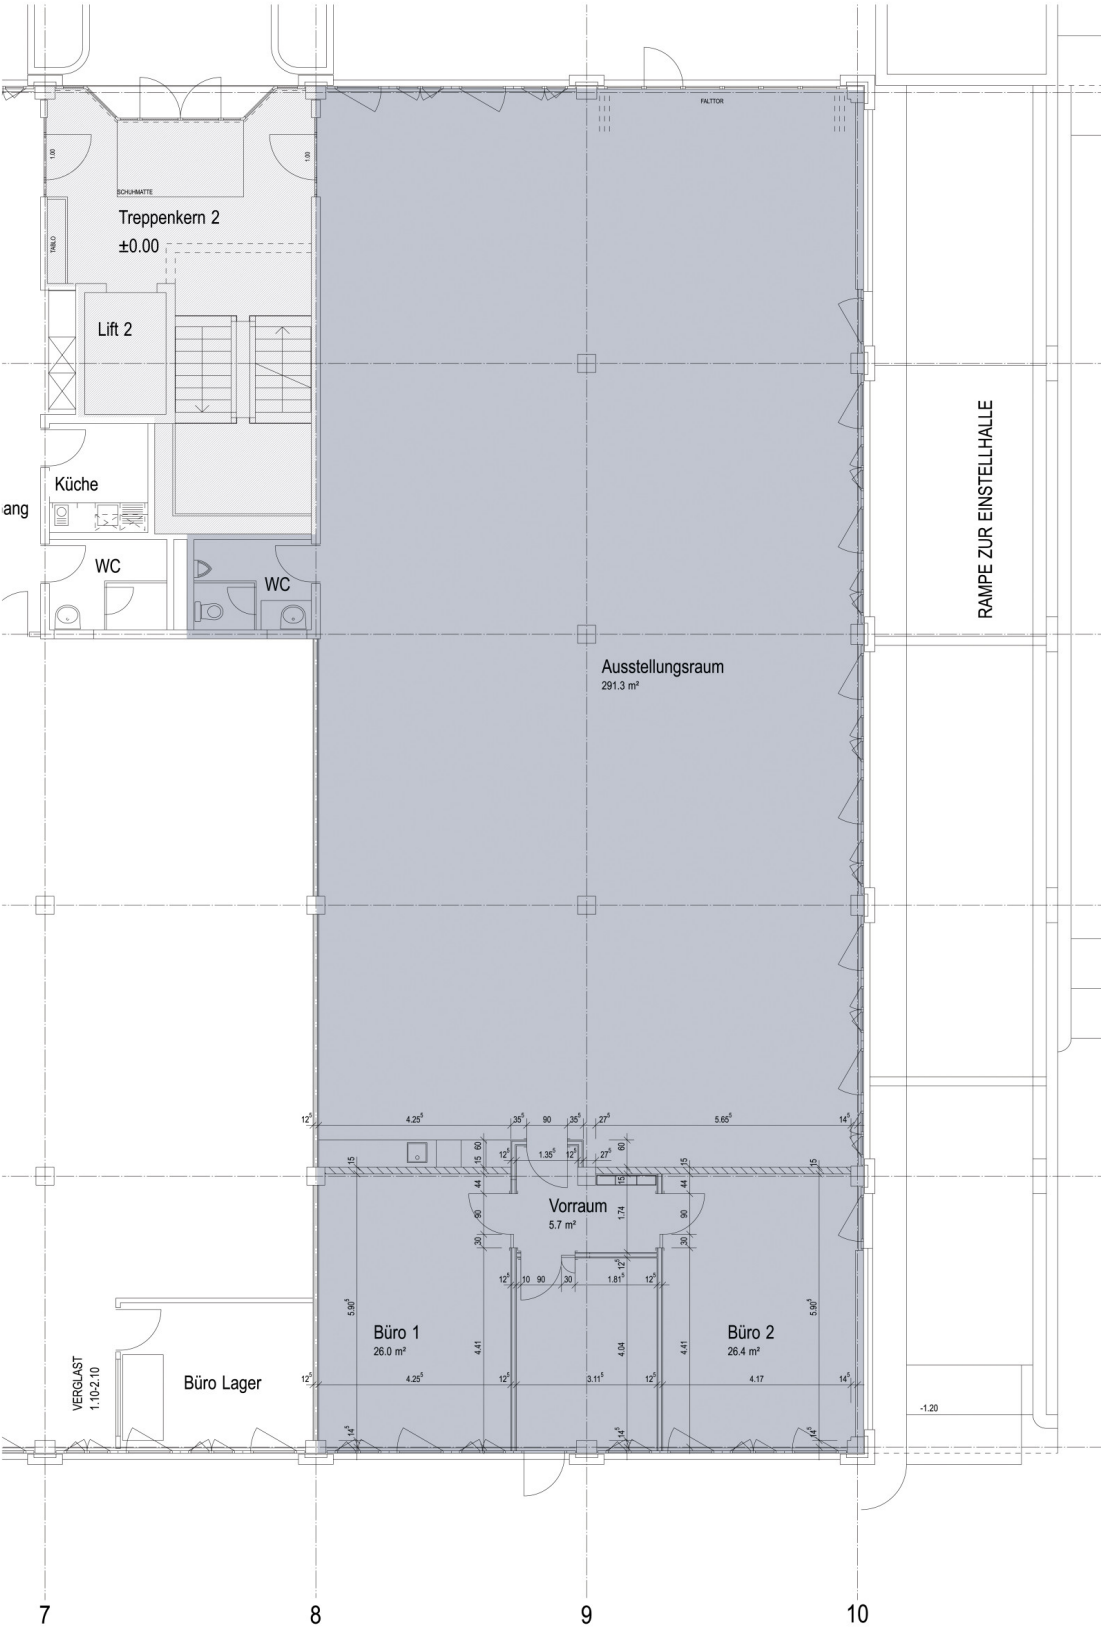 FALTTOR
1.00
1.00
SCHUHMATTE
Treppenkern 2
±0.00
TABLO
Lift 2
RAMPE ZUR EINSTELLHALLE
Küche
ang
WC
WC
Ausstellungsraum
291.3 m²
12⁵ 4.25⁵ 35⁵ 90 35⁵ 27⁵ 5.65⁵ 14⁵
60 60
12⁵ 1.35⁵ 12⁵ 27⁵
15 15 15 15
44 15 44
Vorraum
5.7 m²
90 1.74 90
30 30
12⁵
12⁵ 10 90 30 1.81⁵ 12⁵
5.90⁵ 5.90⁵
Büro 1
26.0 m²
4.41 4.04 4.41
Büro 2
26.4 m²
VERGLAST
1.10-2.10
Büro Lager
12⁵ 4.25⁵ 12⁵ 3.11⁵ 12⁵ 4.17 14⁵
-1.20
14⁵ 14⁵ 14⁵
7 8 9 10